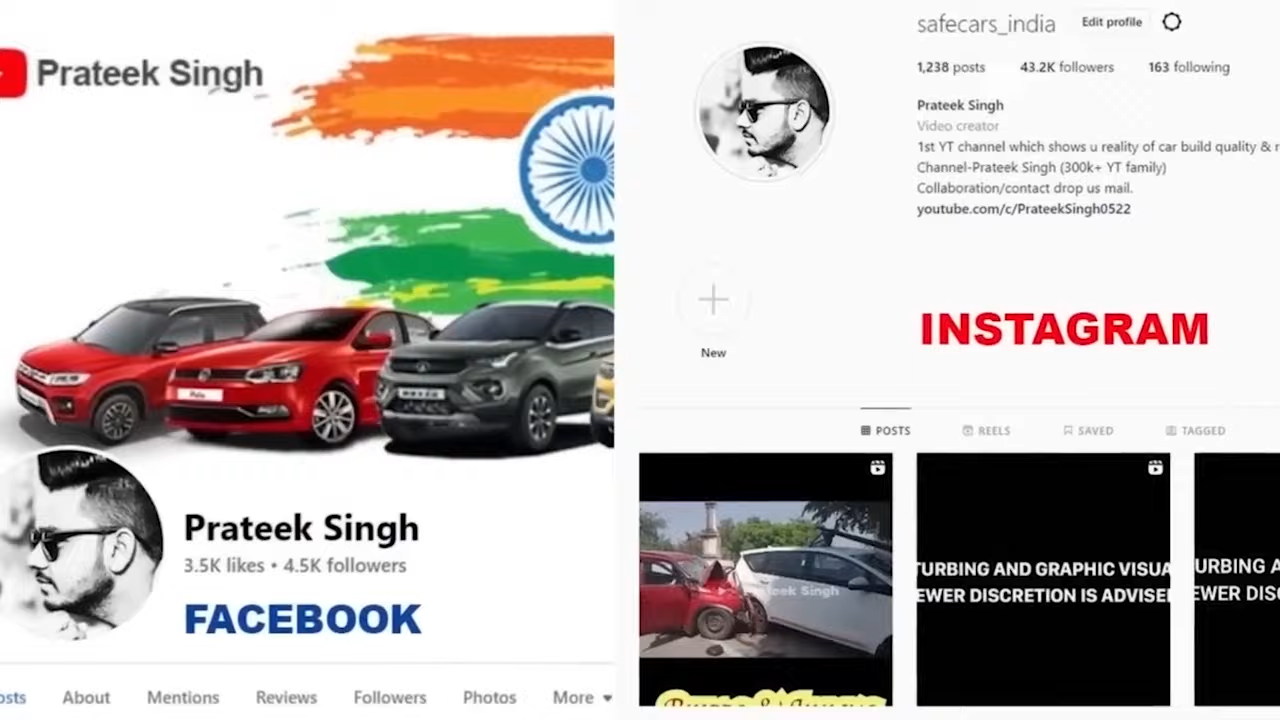 Prateek Singh
Prateek Singh
3.5K likes • 4.5K followers
FACEBOOK
About
Mentions
Reviews
Followers
Photos
More
safecars_india
Edit profile
1,238 posts
43.2K followers
163 following
Prateek Singh
Video creator
1st YT channel which shows u reality of car build quality &
Channel-Prateek Singh (300k+ YT family)
Collaboration/contact drop us mail.
youtube.com/c/PrateekSingh0522
New
INSTAGRAM
POSTS
REELS
SAVED
TAGGED
Singh
TURBING AND GRAPHIC VISUA
EWER DISCRETION IS ADVISE
URBING A
EWER DISC